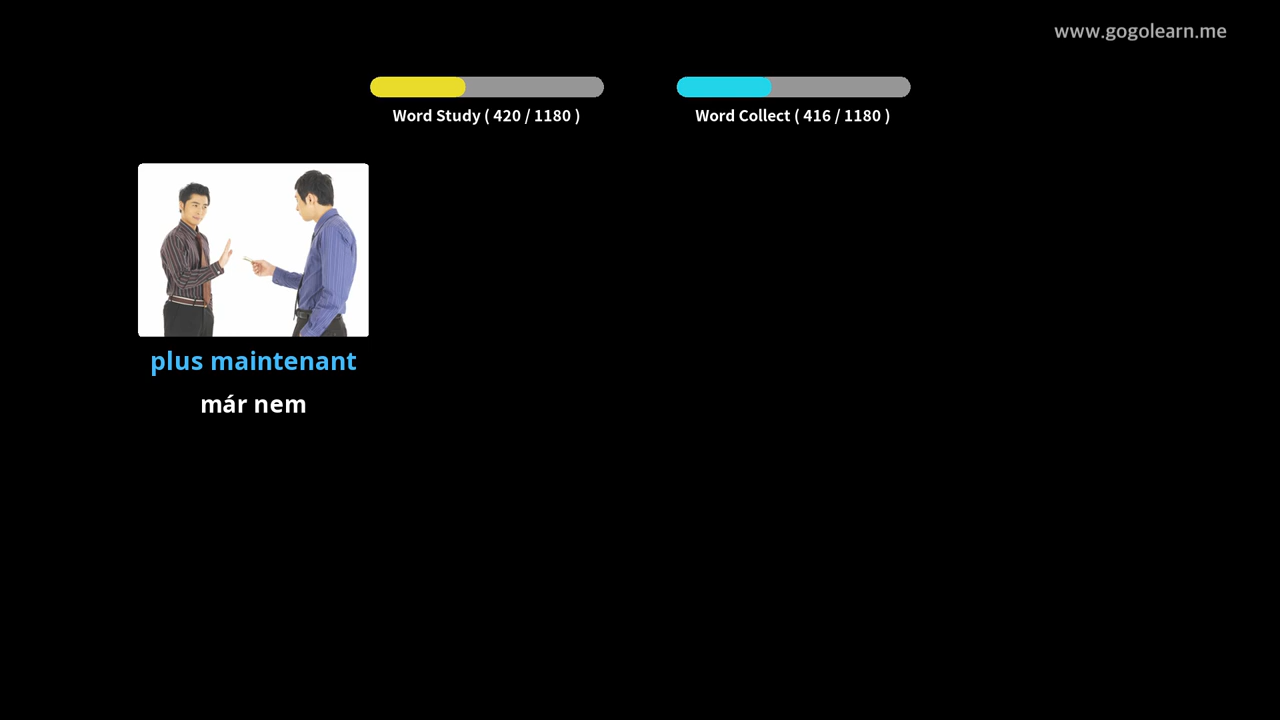 www.gogolearn.me
Word Study ( 420 / 1180 )
Word Collect ( 416 / 1180 )
plus maintenant
már nem